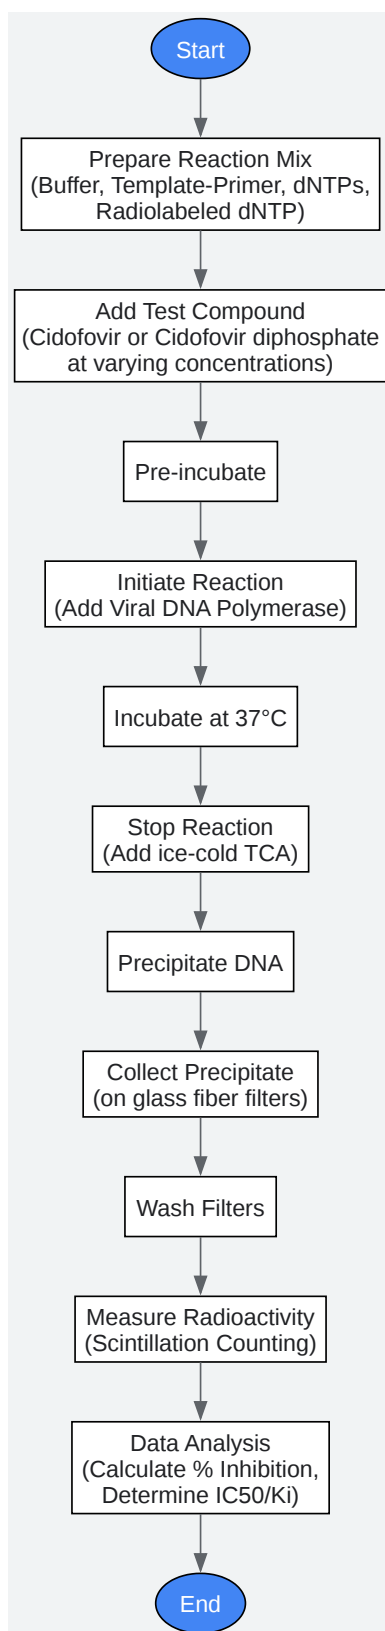 Start
Prepare Reaction Mix
(Buffer, Template-Primer, dNTPs,
Radiolabeled dNTP)
Add Test Compound
(Cidofovir or Cidofovir diphosphate
at varying concentrations)
Pre-incubate
Initiate Reaction
(Add Viral DNA Polymerase)
Incubate at 37°C
Stop Reaction
(Add ice-cold TCA)
Precipitate DNA
Collect Precipitate
(on glass fiber filters)
Wash Filters
Measure Radioactivity
(Scintillation Counting)
Data Analysis
(Calculate % Inhibition,
Determine IC50/Ki)
End